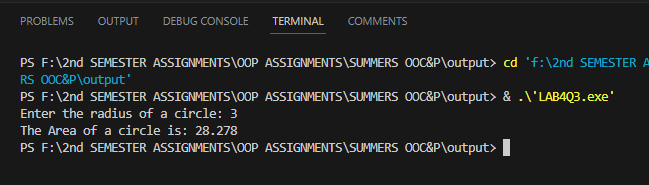 PROBLEMS OUTPUT DEBUG CONSOLE TERMINAL COMMENTS
PS F:\2nd SEMESTER ASSIGNMENTS\OOP ASSIGNMENTS\SUMMERS OOC&P\output> cd 'f:\2nd SEMESTER A
RS OOC&P\output'
PS F:\2nd SEMESTER ASSIGNMENTS\OOP ASSIGNMENTS\SUMMERS OOC&P\output> & .\'LAB4Q3.exe'
Enter the radius of a circle: 3
The Area of a circle is: 28.278
PS F:\2nd SEMESTER ASSIGNMENTS\OOP ASSIGNMENTS\SUMMERS OOC&P\output>